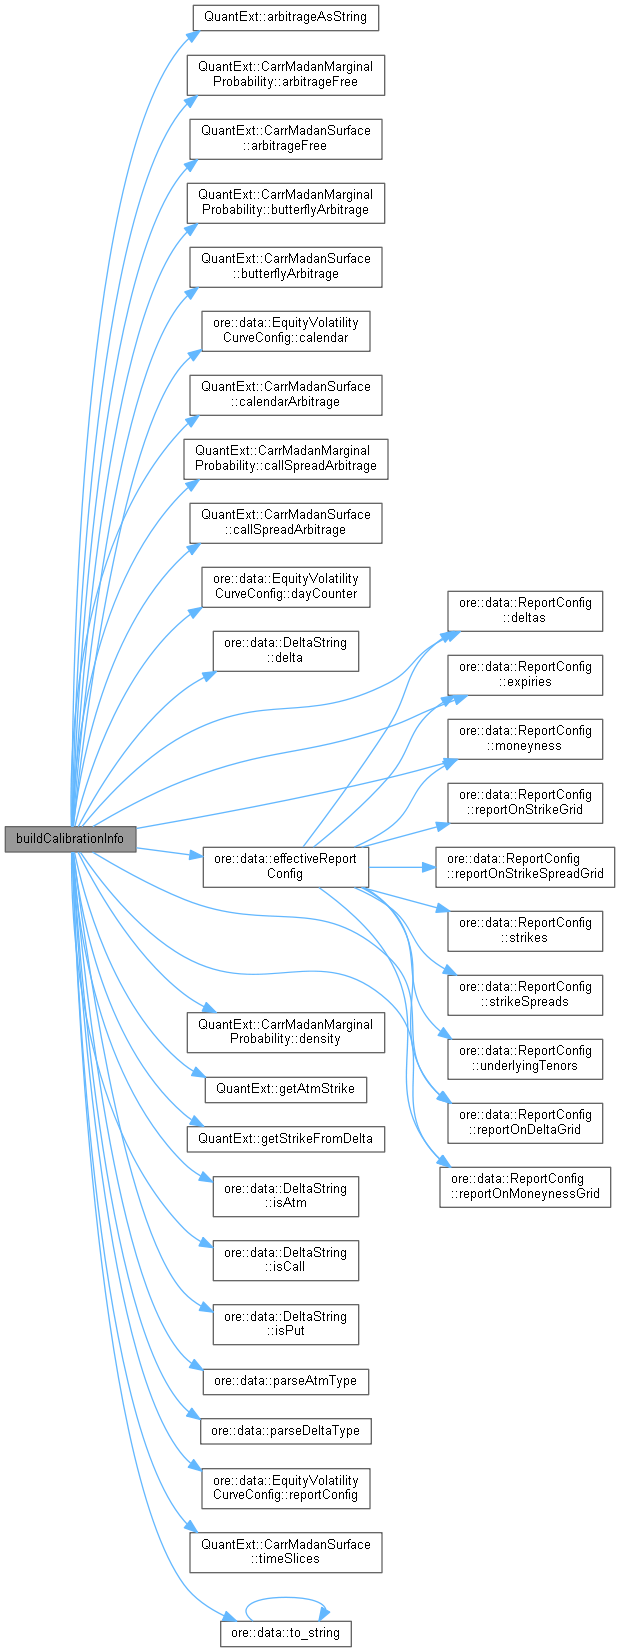 QuantExt::arbitrageAsString
QuantExt::CarrMadanMarginal
Probability::arbitrageFree
QuantExt::CarrMadanSurface
::arbitrageFree
QuantExt::CarrMadanMarginal
Probability::butterflyArbitrage
QuantExt::CarrMadanSurface
::butterflyArbitrage
ore::data::EquityVolatility
CurveConfig::calendar
QuantExt::CarrMadanSurface
::calendarArbitrage
QuantExt::CarrMadanMarginal
Probability::callSpreadArbitrage
QuantExt::CarrMadanSurface
::callSpreadArbitrage
ore::data::EquityVolatility
CurveConfig::dayCounter
ore::data::DeltaString
::delta
buildCalibrationInfo
ore::data::effectiveReport
Config
ore::data::ReportConfig
::deltas
ore::data::ReportConfig
::expiries
ore::data::ReportConfig
::moneyness
ore::data::ReportConfig
::reportOnStrikeGrid
ore::data::ReportConfig
::reportOnStrikeSpreadGrid
ore::data::ReportConfig
::strikes
ore::data::ReportConfig
::strikeSpreads
ore::data::ReportConfig
::underlyingTenors
ore::data::ReportConfig
::reportOnDeltaGrid
ore::data::ReportConfig
::reportOnMoneynessGrid
QuantExt::CarrMadanMarginal
Probability::density
QuantExt::getAtmStrike
QuantExt::getStrikeFromDelta
ore::data::DeltaString
::isAtm
ore::data::DeltaString
::isCall
ore::data::DeltaString
::isPut
ore::data::parseAtmType
ore::data::parseDeltaType
ore::data::EquityVolatility
CurveConfig::reportConfig
QuantExt::CarrMadanSurface
::timeSlices
ore::data::to_string